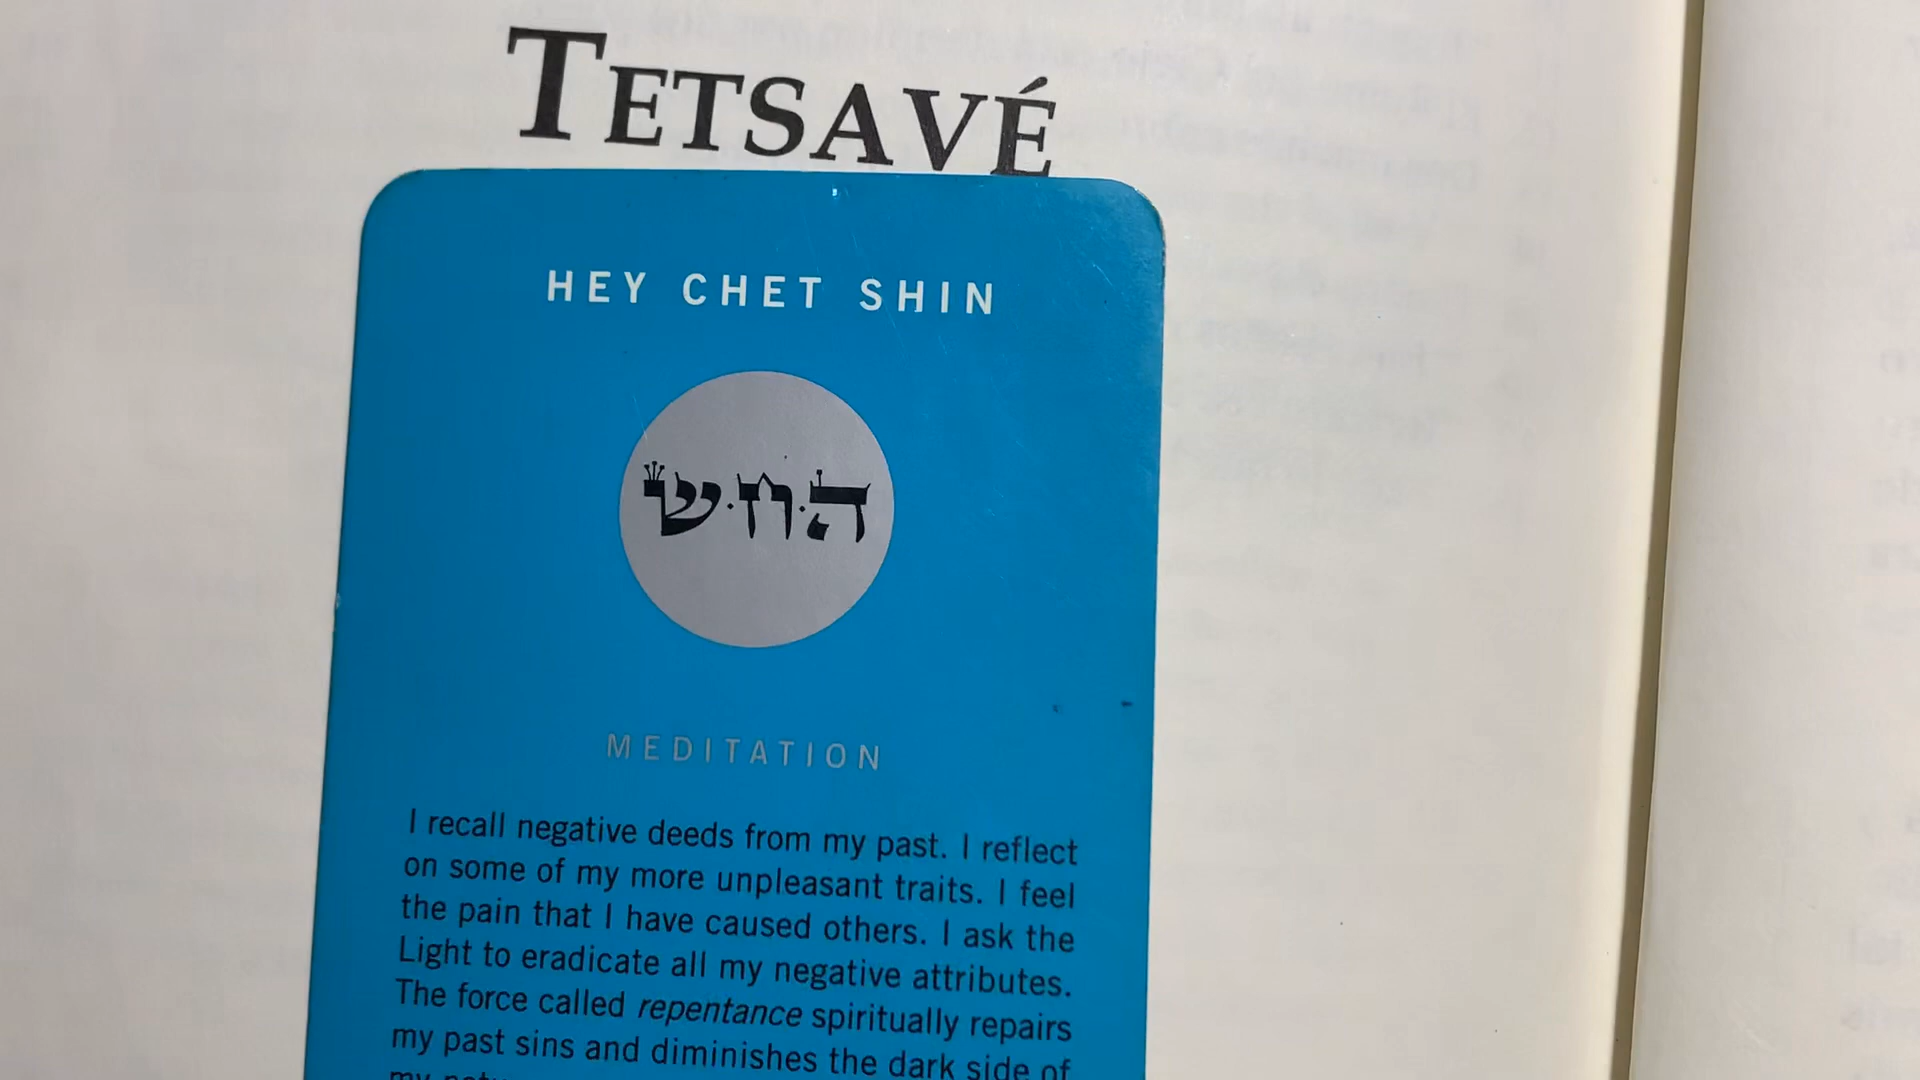 TETSAVÉ
HEY CHET SHIN
ה·ח·ש
MEDITATION
I recall negative deeds from my past. I reflect
on some of my more unpleasant traits. I feel
the pain that I have caused others. I ask the
Light to eradicate all my negative attributes.
The force called repentance spiritually repairs
my past sins and diminishes the dark side of
my